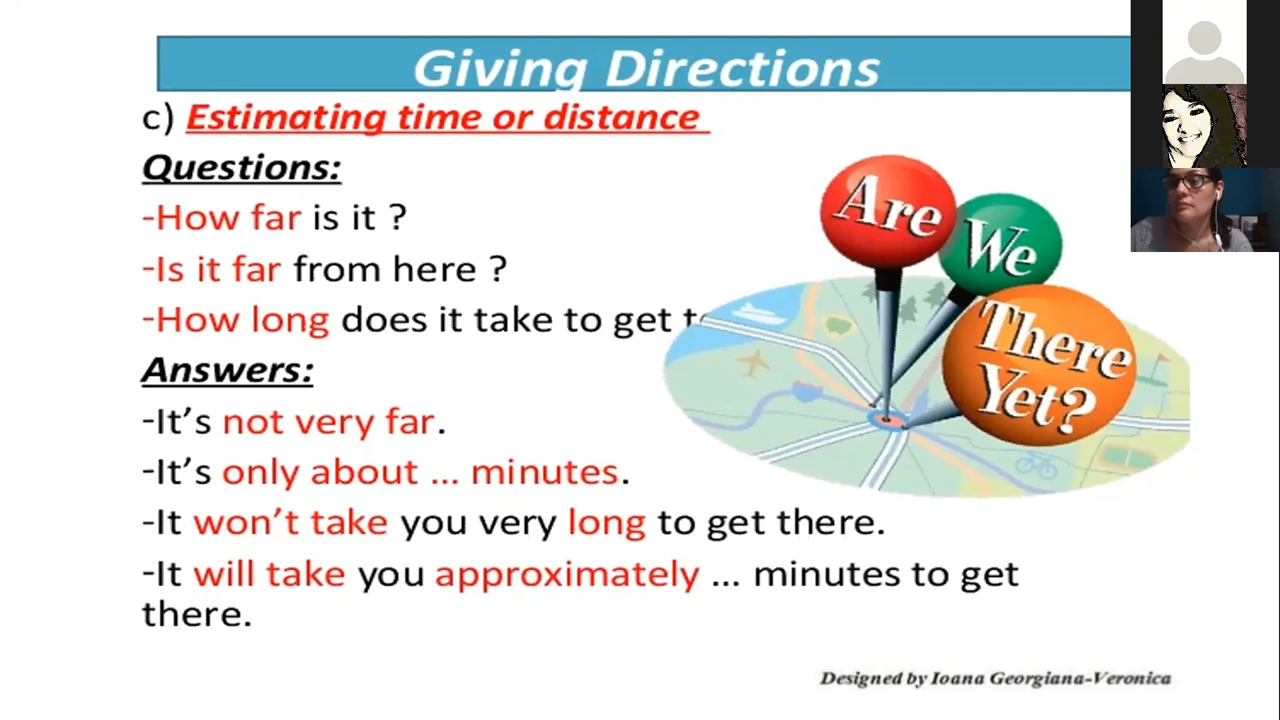 Giving Directions
c) Estimating time or distance
Questions:
-How far is it ?
-Is it far from here ?
-How long does it take to get
Answers:
-It’s not very far.
-It’s only about ... minutes.
-It won’t take you very long to get there.
-It will take you approximately ... minutes to get
there.
Are
We
There
Yet?
Designed by Ioana Georgiana-Veronica